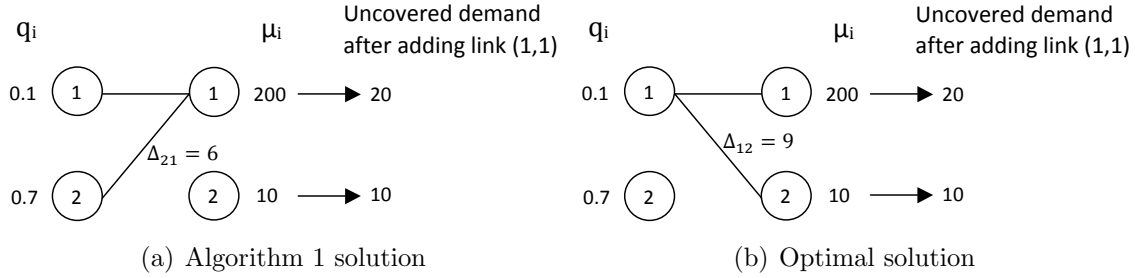 Uncovered demand
after adding link (1,1)
qᵢ
μᵢ
0.1 1 1 200 20
Δ₂₁ = 6
0.7 2 2 10 10
(a) Algorithm 1 solution
Uncovered demand
after adding link (1,1)
qᵢ
μᵢ
0.1 1 1 200 20
Δ₁₂ = 9
0.7 2 2 10 10
(b) Optimal solution